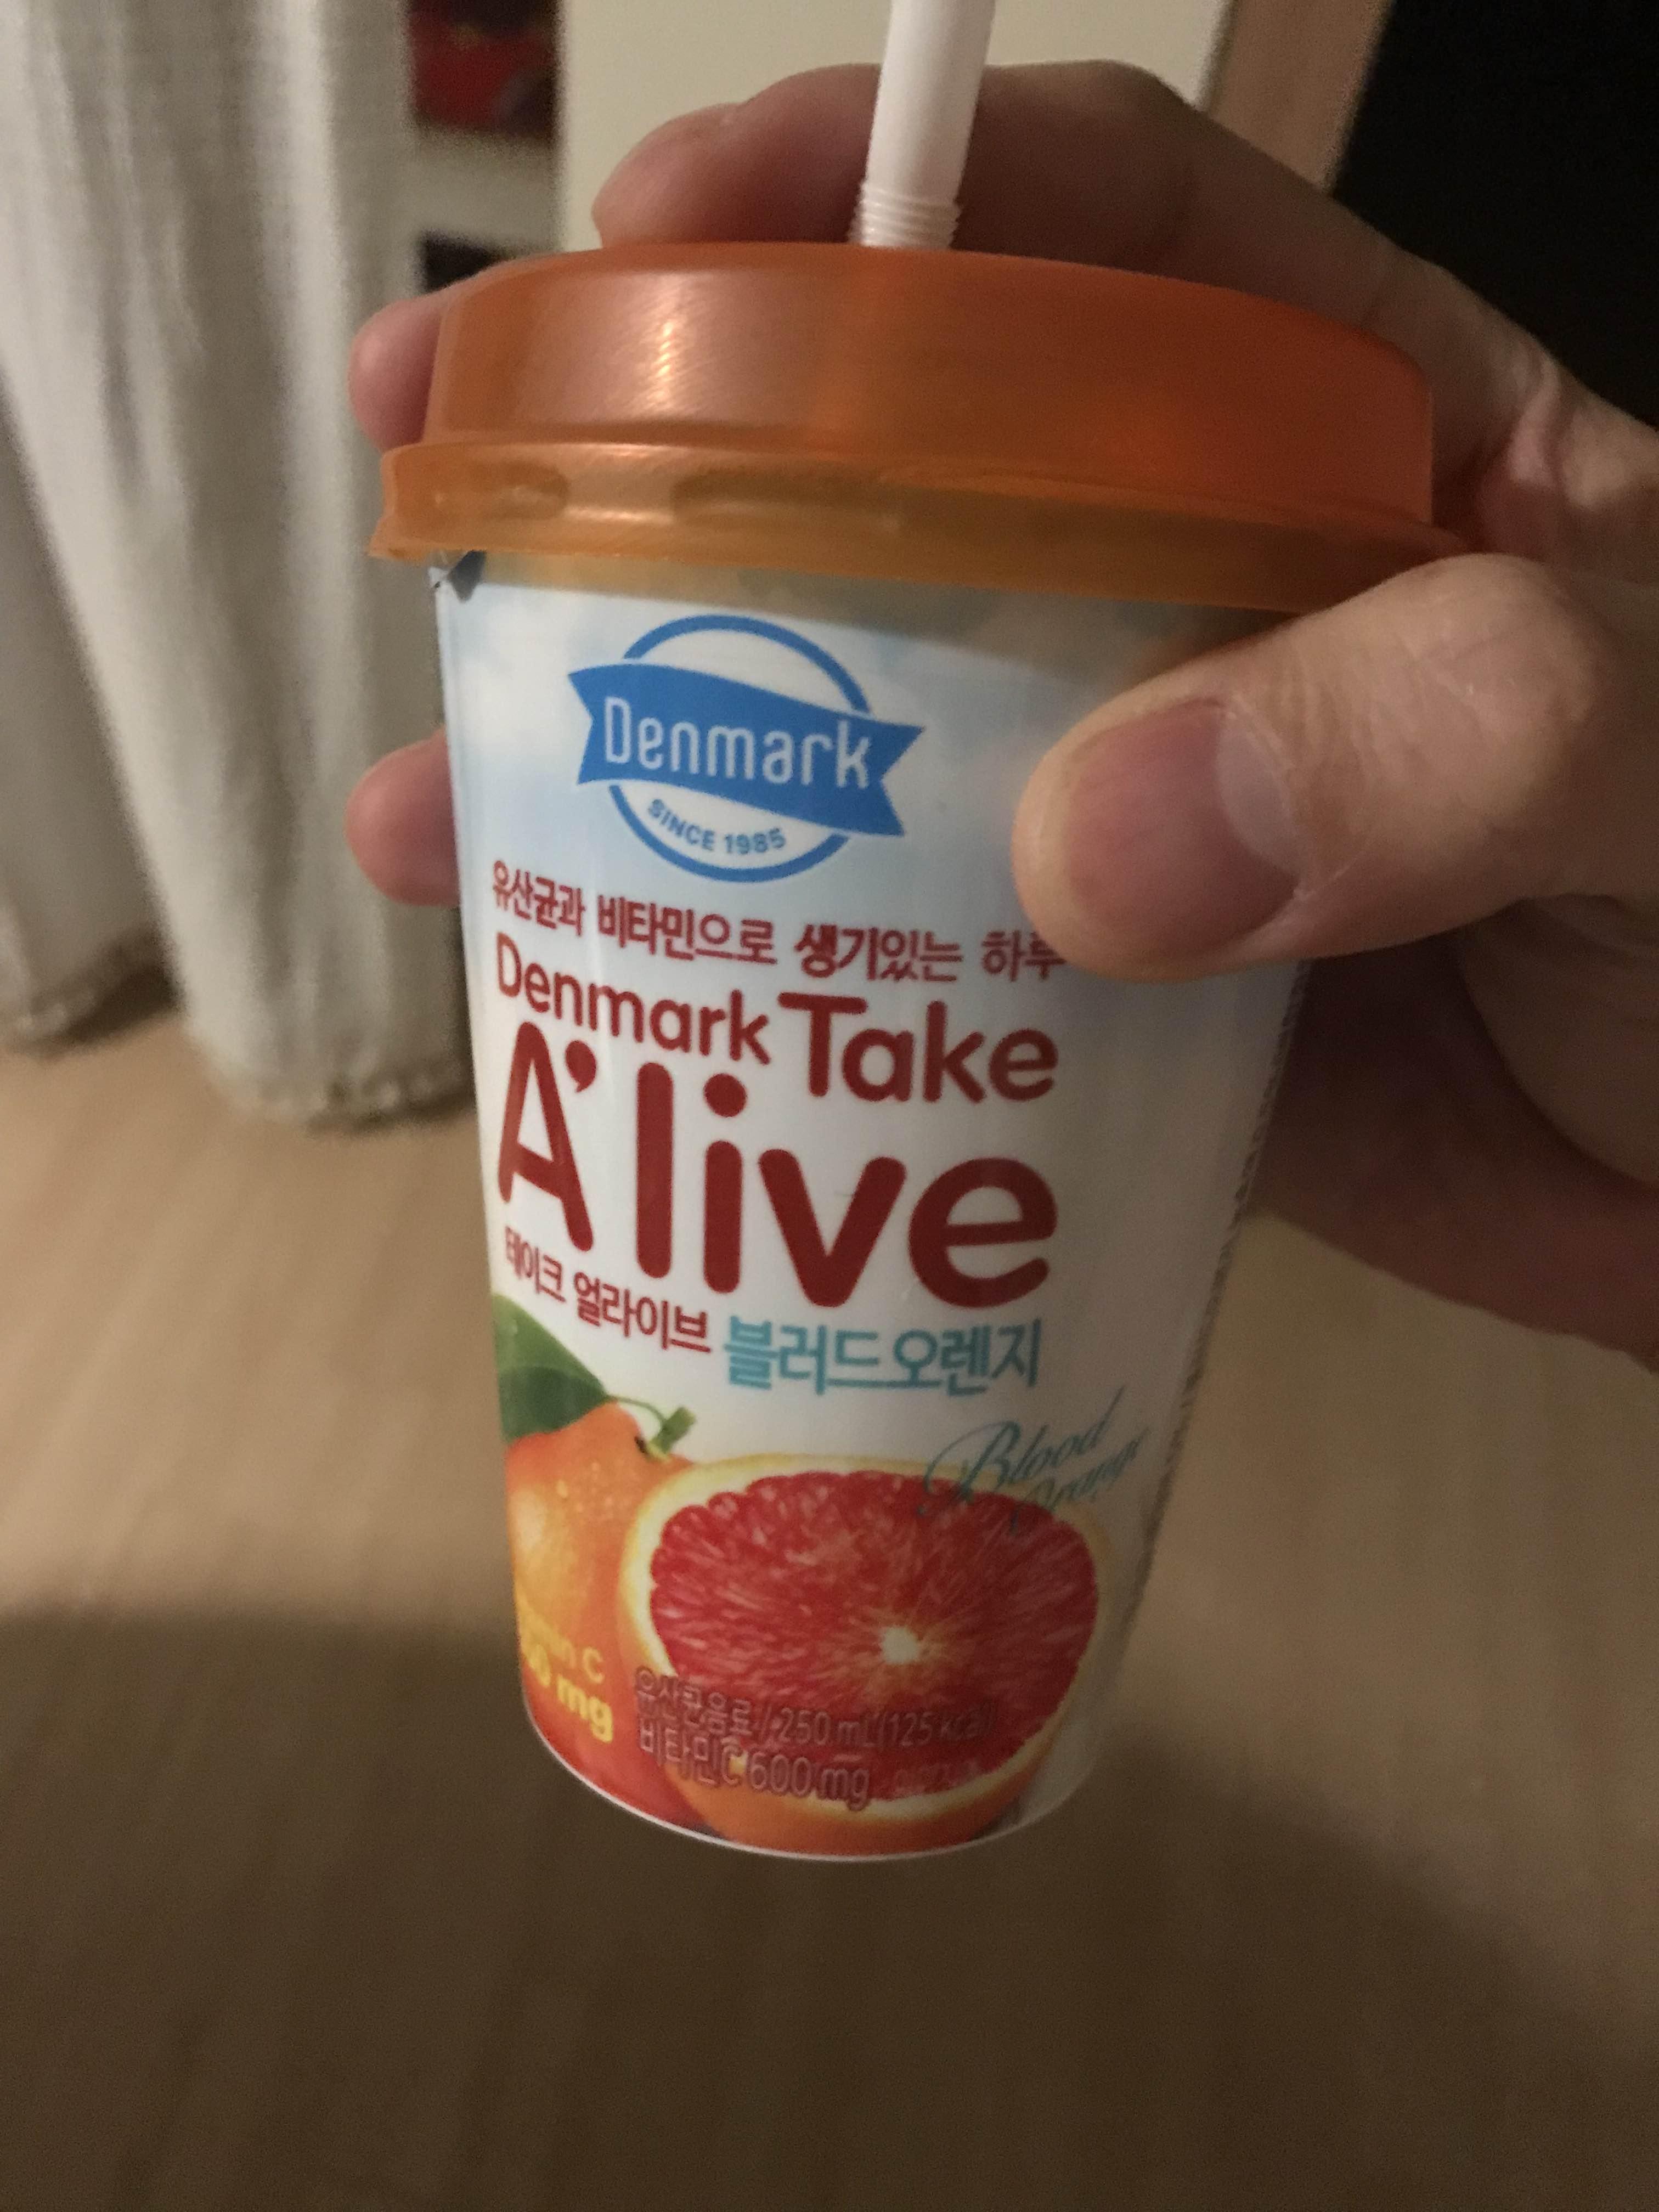 Denmark
SINCE 1985
유산균과 비타민으로 생기있는 하루
Denmark Take
A'live
테이크 얼라이브 블러드오렌지
Blood
Orange
C
mg
유산균음료 / 250 mL (125 kcal)
비타민C 600 mg